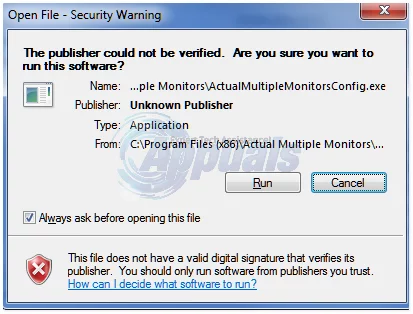 Open File - Security Warning
The publisher could not be verified. Are you sure you want to
run this software?
Name: ...ple Monitors\ActualMultipleMonitorsConfig.exe
Publisher: Unknown Publisher
Type: Application
From: C:\Program Files (x86)\Actual Multiple Monitors\...
Appuals
Run Cancel
Always ask before opening this file
This file does not have a valid digital signature that verifies its
publisher. You should only run software from publishers you trust.
How can I decide what software to run?